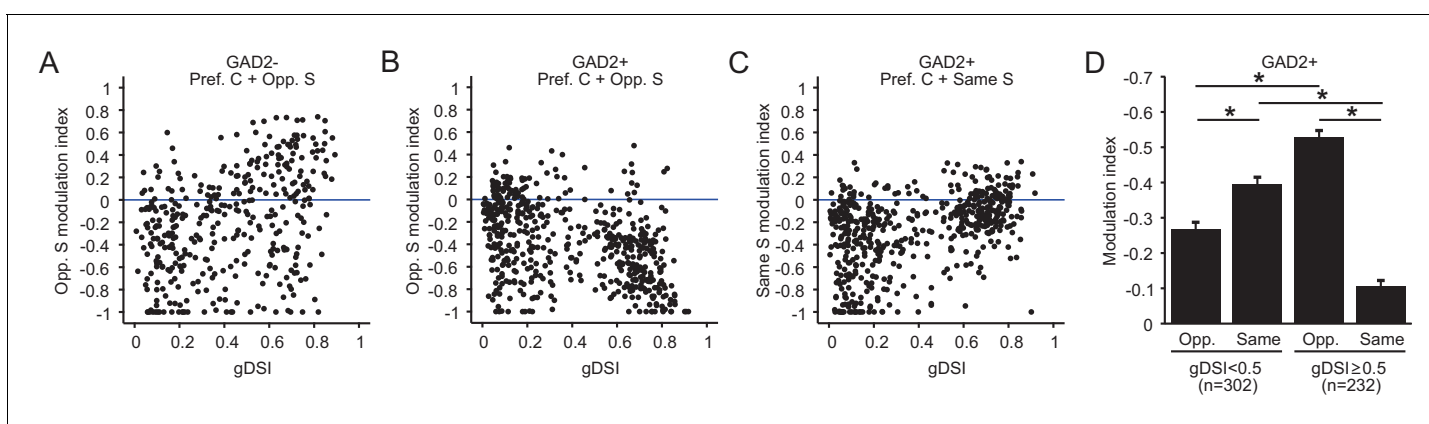 A
GAD2-
Pref. C + Opp. S
Opp. S modulation index
1
0.8
0.6
0.4
0.2
0
-0.2
-0.4
-0.6
-0.8
-1
0 0.2 0.4 0.6 0.8 1
gDSI
B
GAD2+
Pref. C + Opp. S
Opp. S modulation index
1
0.8
0.6
0.4
0.2
0
-0.2
-0.4
-0.6
-0.8
-1
0 0.2 0.4 0.6 0.8 1
gDSI
C
GAD2+
Pref. C + Same S
Same S modulation index
1
0.8
0.6
0.4
0.2
0
-0.2
-0.4
-0.6
-0.8
-1
0 0.2 0.4 0.6 0.8 1
gDSI
D
GAD2+
Modulation index
-0.7
-0.6
-0.5
-0.4
-0.3
-0.2
-0.1
0
*
*
* *
Opp. Same Opp. Same
gDSI<0.5 gDSI≥0.5
(n=302) (n=232)